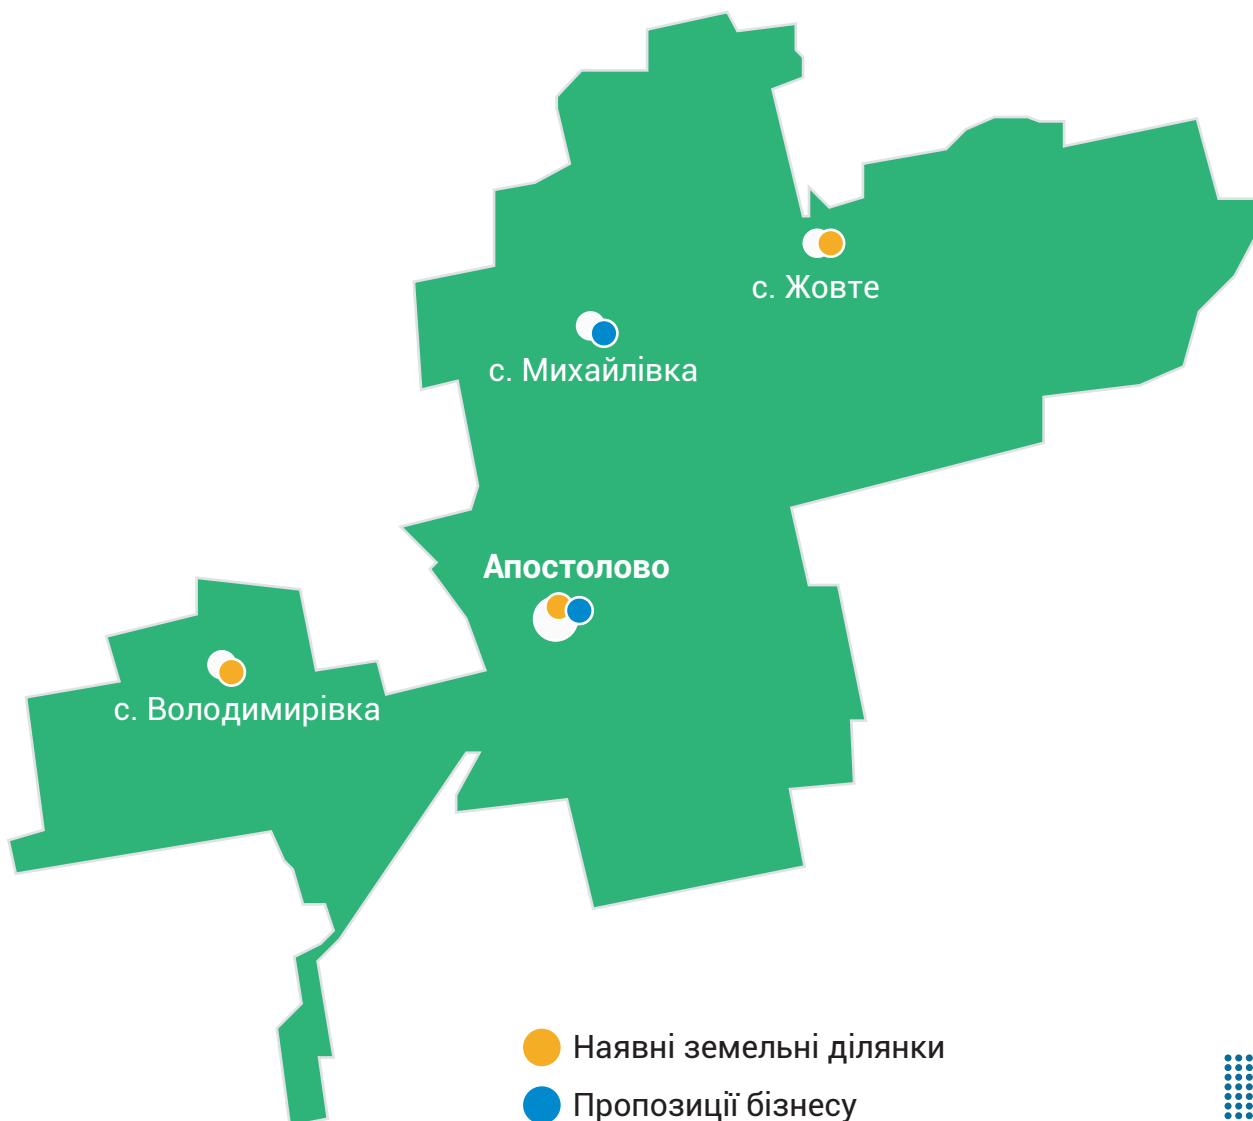 с. Жовте
с. Михайлівка
Апостолово
с. Володимирівка
Наявні земельні ділянки
Пропозиції бізнесу